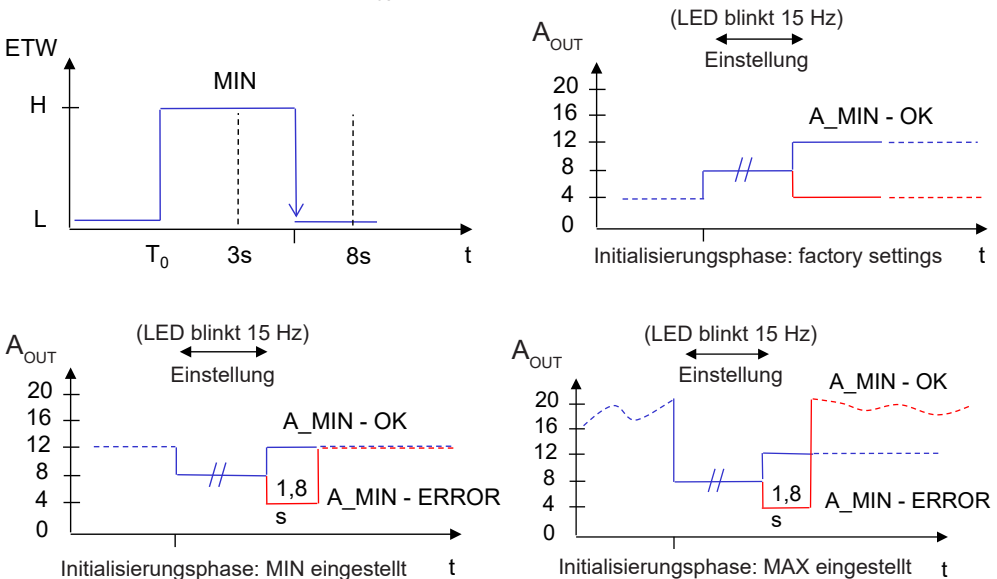 ETW
H
MIN
L
T0
3s
8s
t
(LED blinkt 15 Hz)
AOUT
Einstellung
20
16
12
8
4
0
A_MIN - OK
Initialisierungsphase: factory settings
t
(LED blinkt 15 Hz)
AOUT
Einstellung
20
16
12
8
4
0
A_MIN - OK
1,8
s
A_MIN - ERROR
Initialisierungsphase: MIN eingestellt
t
(LED blinkt 15 Hz)
AOUT
Einstellung
20
16
12
8
4
0
A_MIN - OK
1,8
s
A_MIN - ERROR
Initialisierungsphase: MAX eingestellt
t